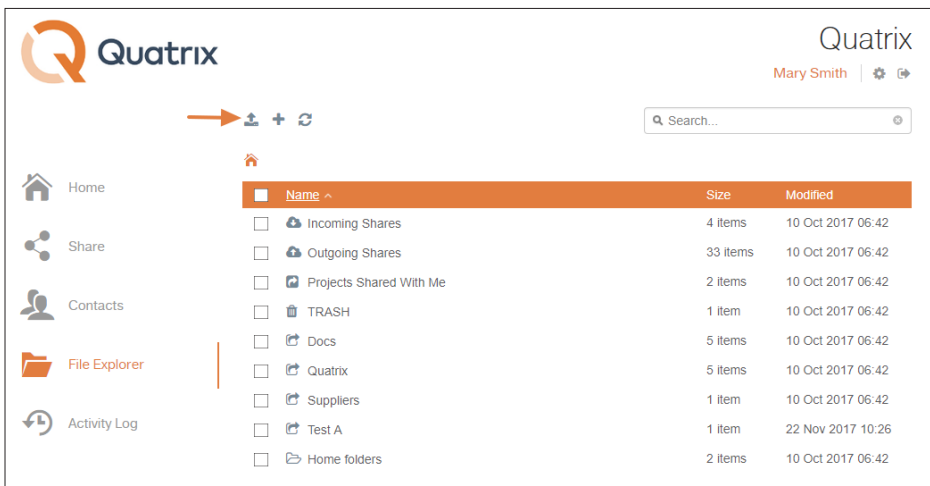 Quatrix
Quatrix
Mary Smith
Search...
Home
Share
Contacts
File Explorer
Activity Log
Name Size Modified
Incoming Shares 4 items 10 Oct 2017 06:42
Outgoing Shares 33 items 10 Oct 2017 06:42
Projects Shared With Me 2 items 10 Oct 2017 06:42
TRASH 1 item 10 Oct 2017 06:42
Docs 5 items 10 Oct 2017 06:42
Quatrix 5 items 10 Oct 2017 06:42
Suppliers 1 item 10 Oct 2017 06:42
Test A 1 item 22 Nov 2017 10:26
Home folders 2 items 10 Oct 2017 06:42